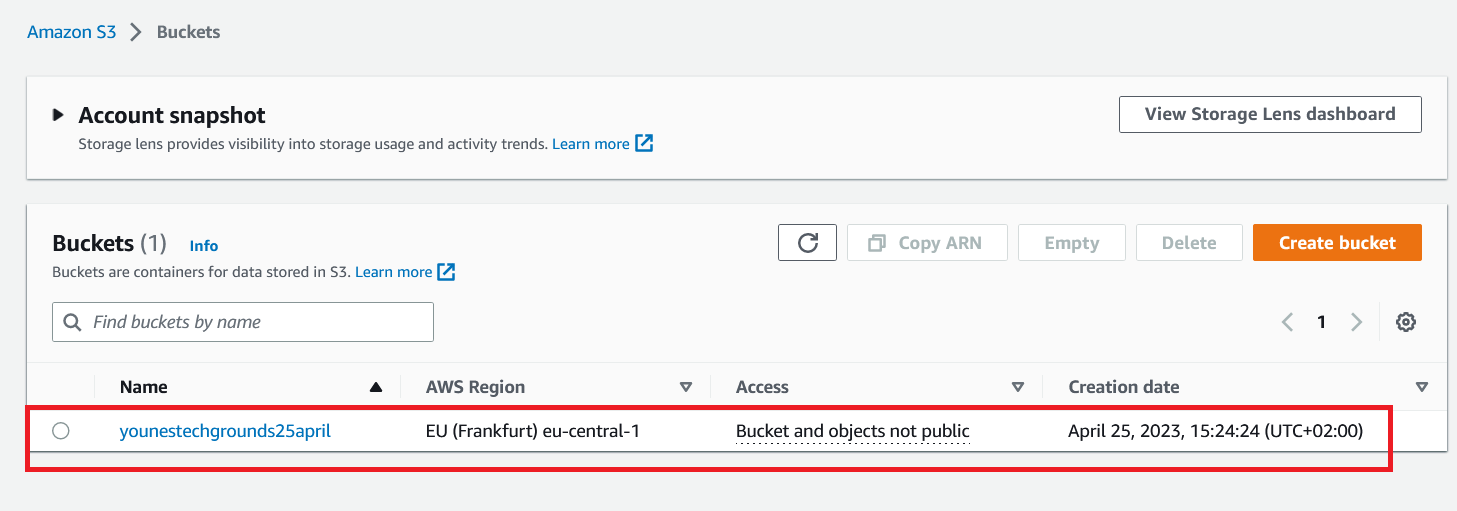 Amazon S3 > Buckets
Account snapshot
View Storage Lens dashboard
Storage lens provides visibility into storage usage and activity trends. Learn more
Buckets (1) Info
Copy ARN Empty Delete Create bucket
Buckets are containers for data stored in S3. Learn more
Find buckets by name
1
Name AWS Region Access Creation date
younestechgrounds25april EU (Frankfurt) eu-central-1 Bucket and objects not public April 25, 2023, 15:24:24 (UTC+02:00)